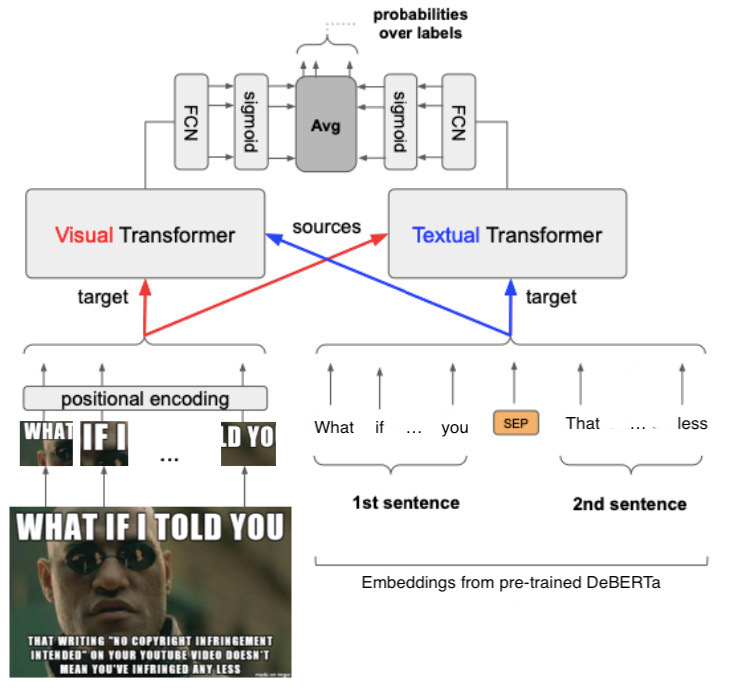 probabilities
over labels
FCN
sigmoid
Avg
sigmoid
FCN
Visual Transformer
sources
Textual Transformer
target
target
positional encoding
WHAT
IF I
...
LD YO
What if ... you
SEP
That ... less
1st sentence
2nd sentence
WHAT IF I TOLD YOU
THAT WRITING "NO COPYRIGHT INFRINGEMENT
INTENDED" ON YOUR YOUTUBE VIDEO DOESN'T
MEAN YOU'VE INFRINGED ANY LESS
made on imgur
Embeddings from pre-trained DeBERTa